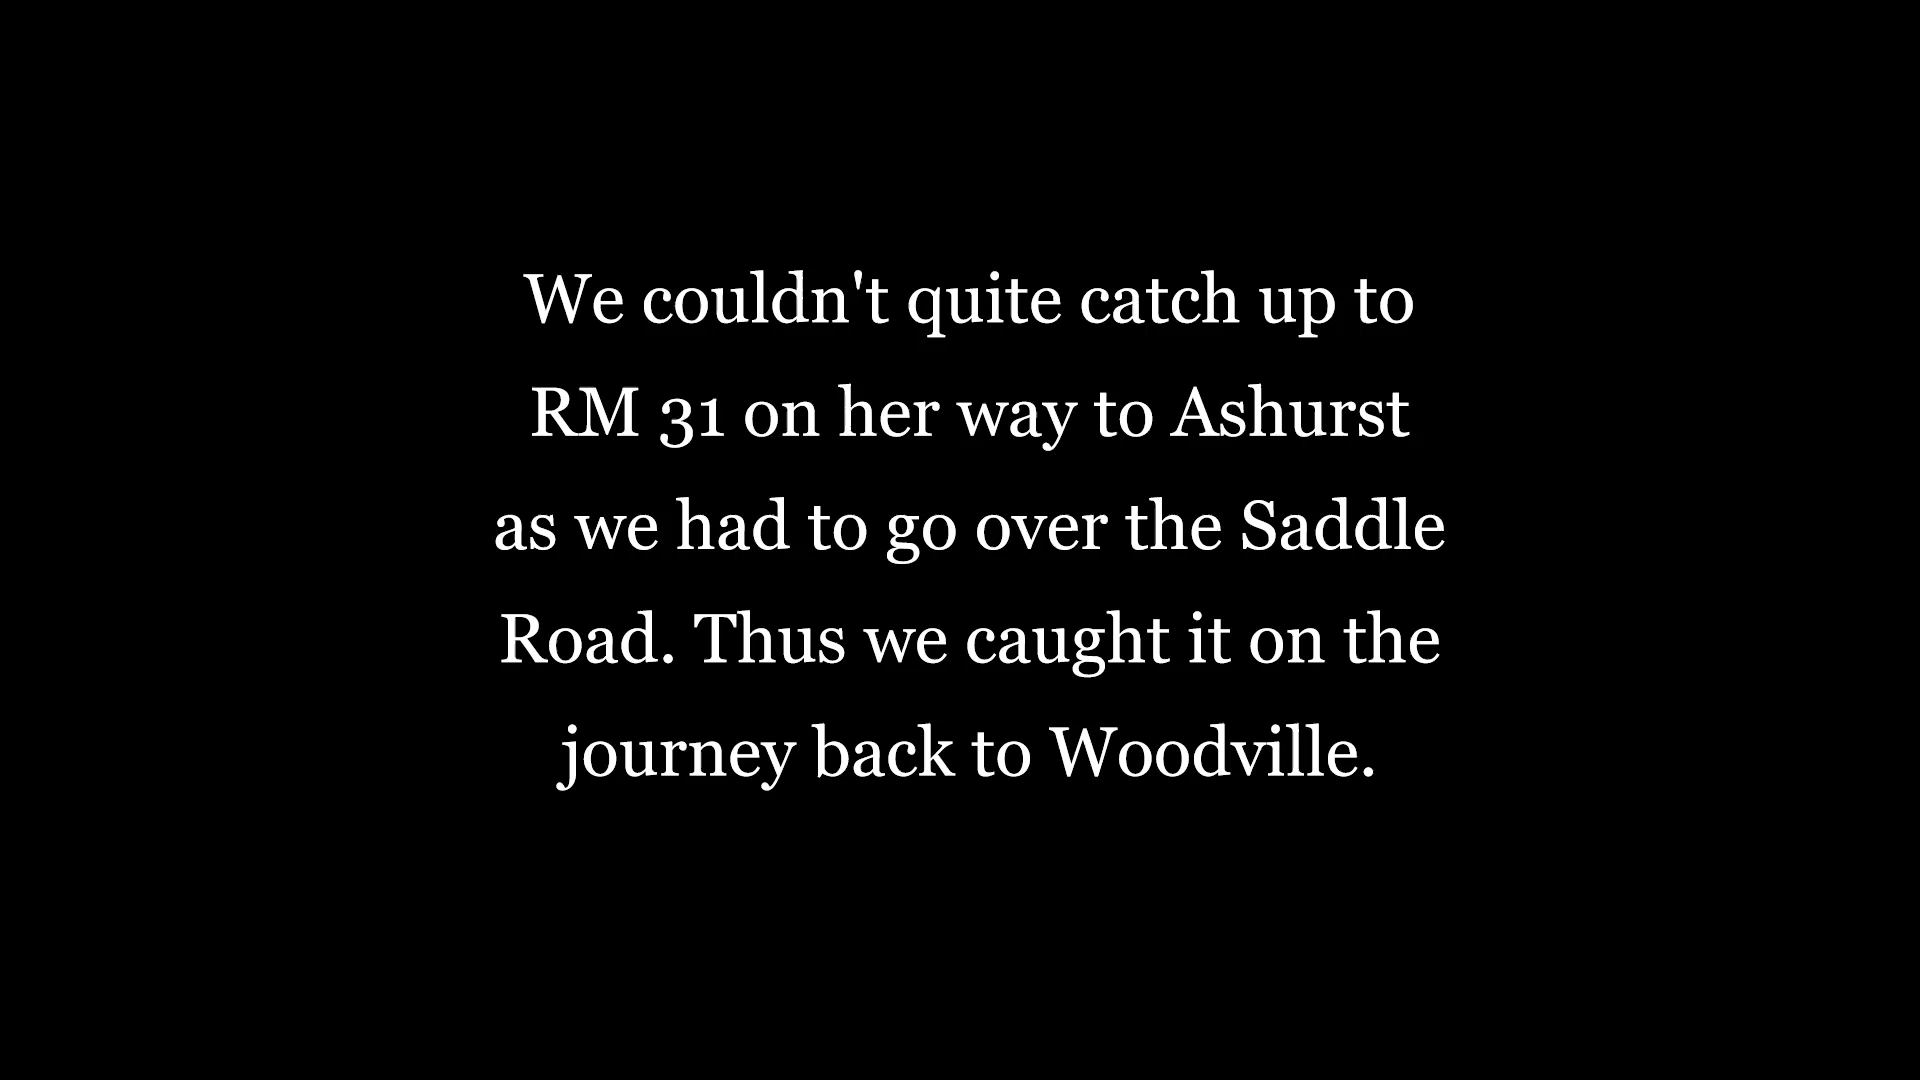 We couldn't quite catch up to
RM 31 on her way to Ashurst
as we had to go over the Saddle
Road. Thus we caught it on the
journey back to Woodville.